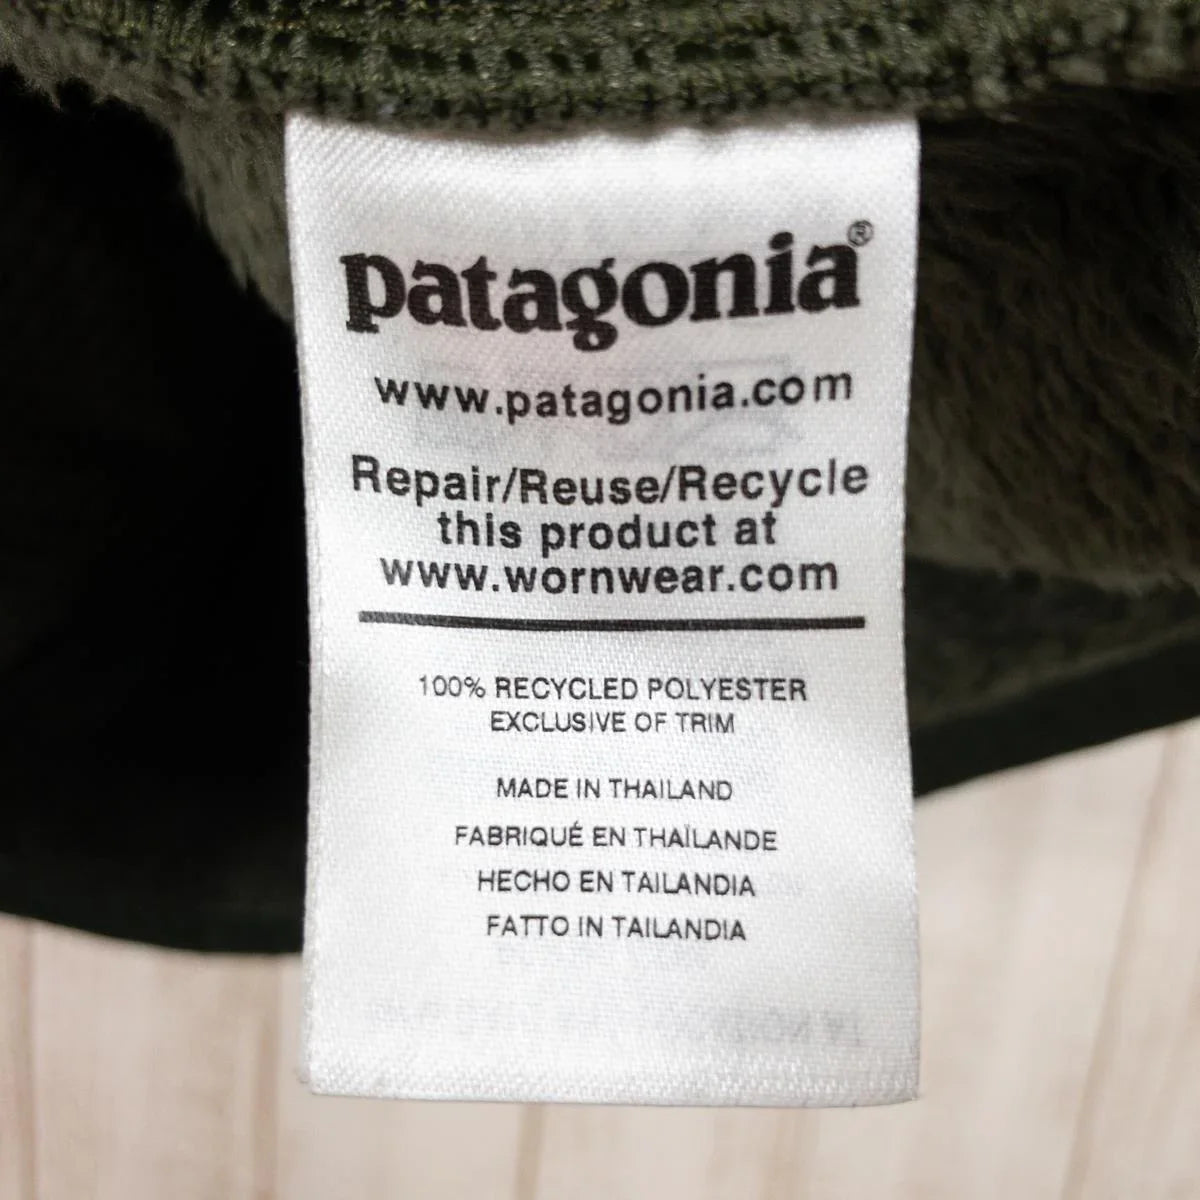 patagonia®
www.patagonia.com
Repair/Reuse/Recycle
this product at
www.wornwear.com
100% RECYCLED POLYESTER
EXCLUSIVE OF TRIM
MADE IN THAILAND
FABRIQUÉ EN THAÏLANDE
HECHO EN TAILANDIA
FATTO IN TAILANDIA